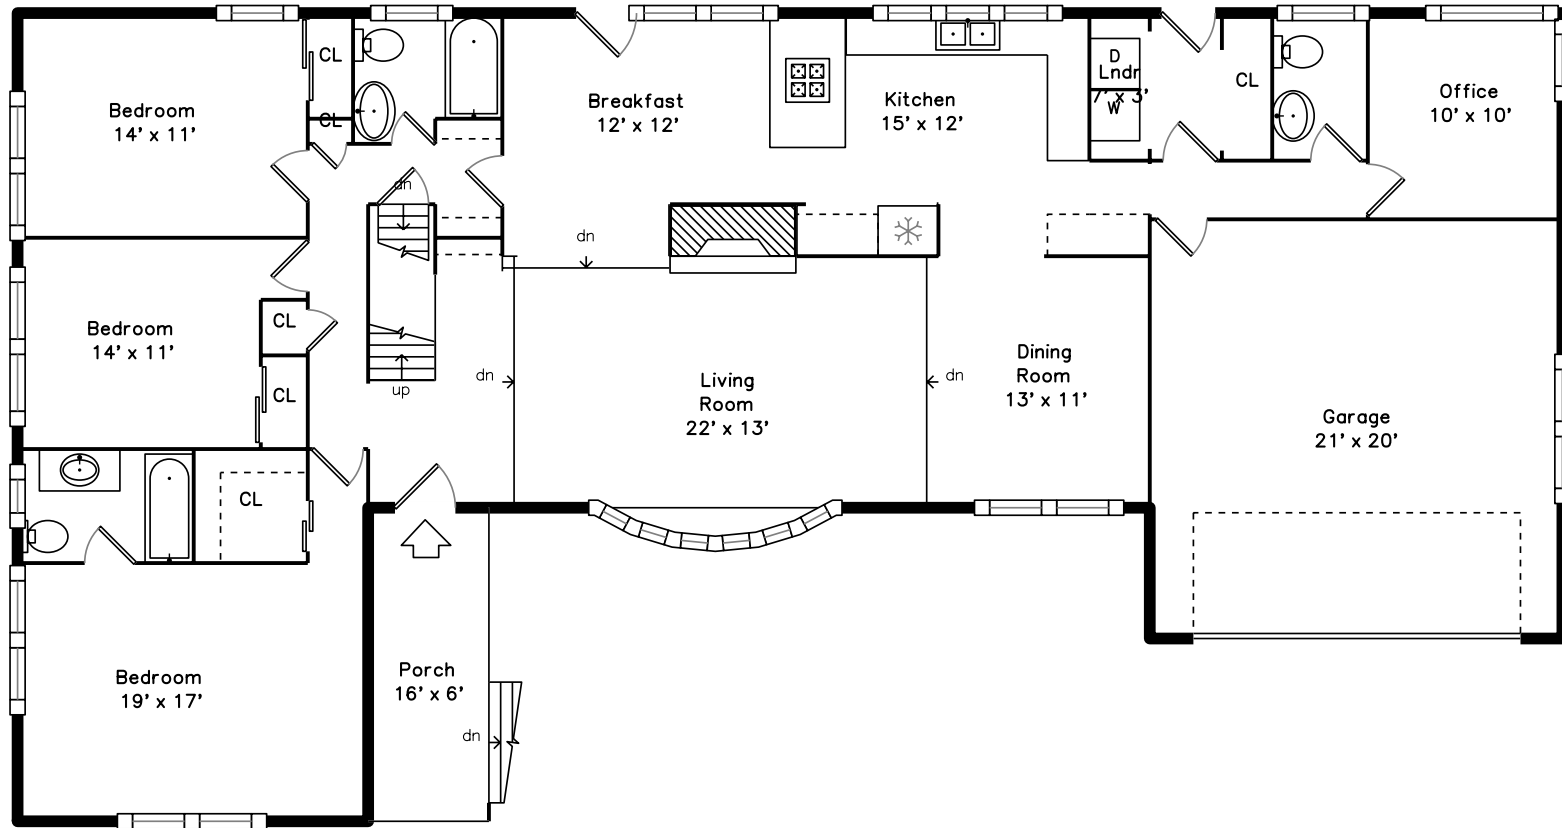 CL
D
Lndr
7' x 3'
W
CL
Bedroom
14' x 11'
CL
Breakfast
12' x 12'
Kitchen
15' x 12'
Office
10' x 10'
dn
dn
Bedroom
14' x 11'
CL
CL
up
dn
Living
Room
22' x 13'
dn
Dining
Room
13' x 11'
Garage
21' x 20'
CL
Bedroom
19' x 17'
Porch
16' x 6'
dn